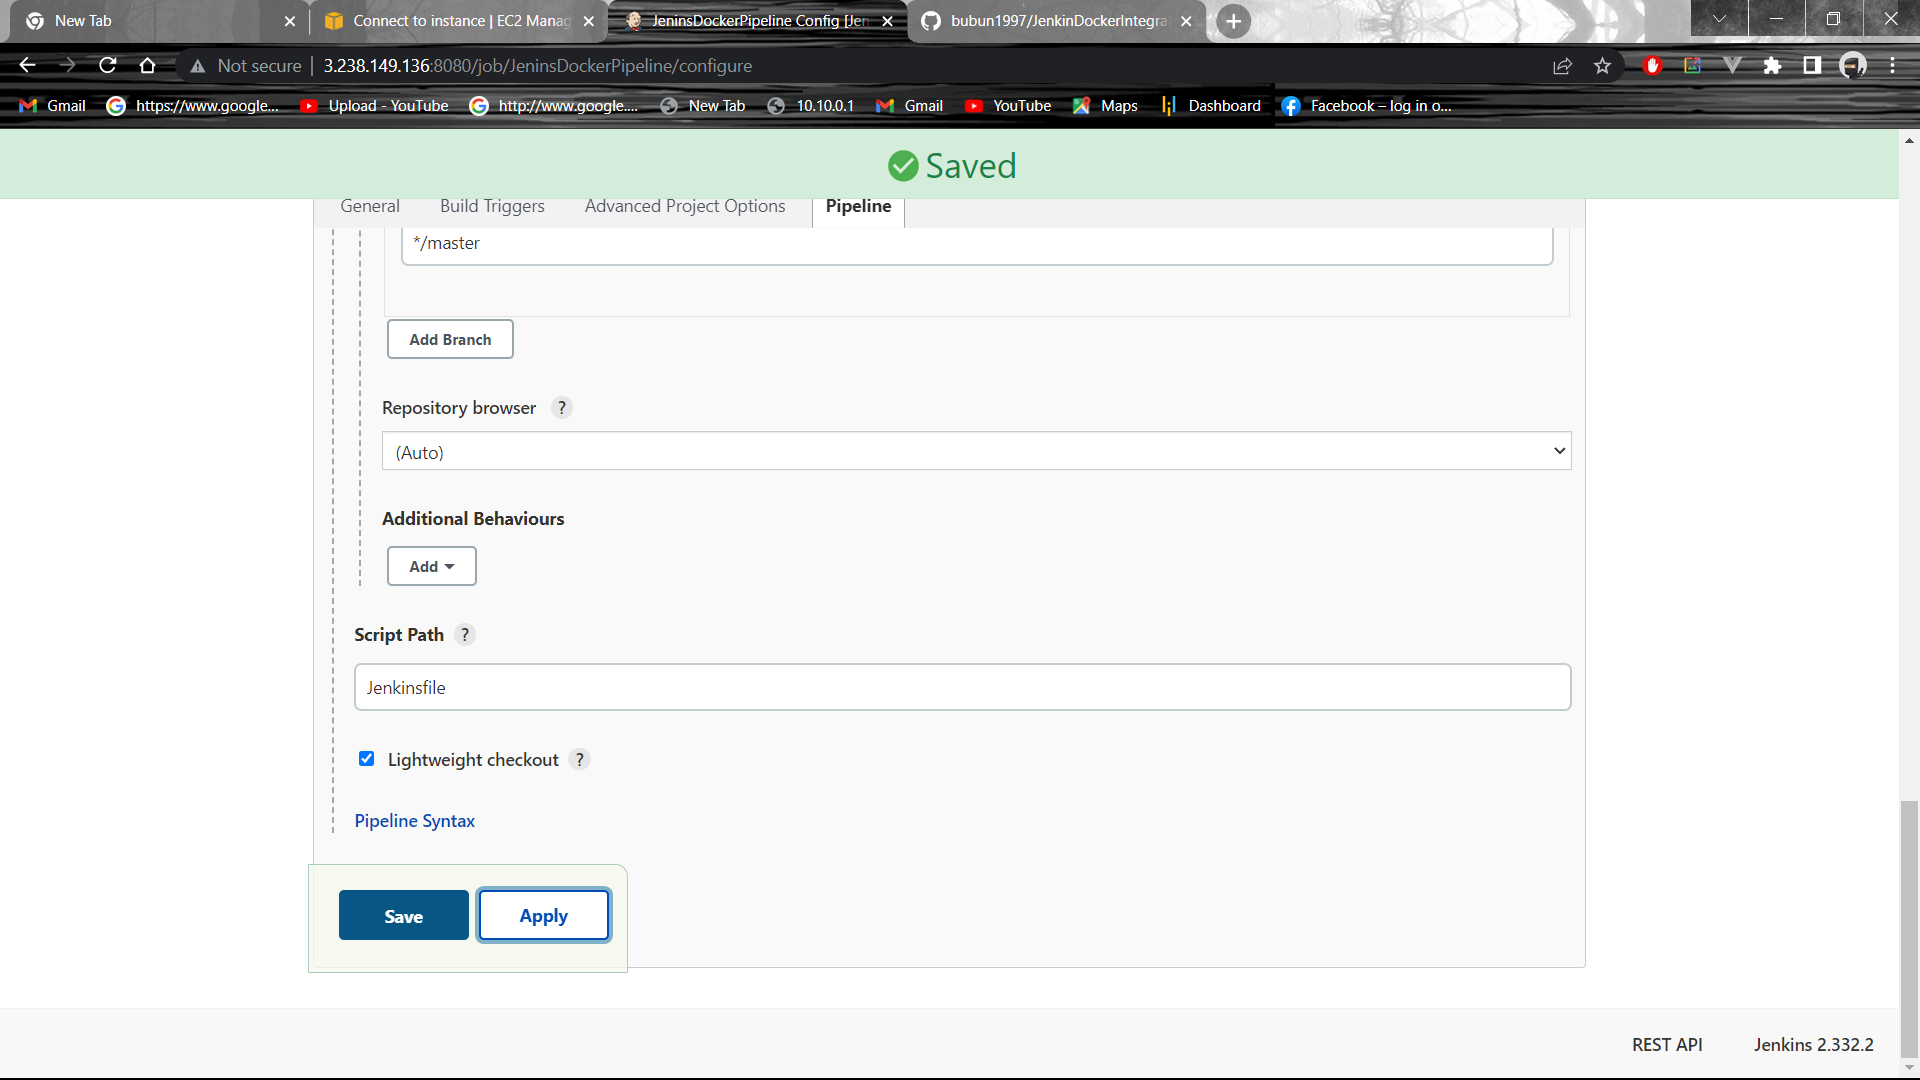 New Tab
Connect to instance | EC2 Manag
JeninsDockerPipeline Config [Jen
bubun1997/JenkinDockerIntegra
Not secure
3.238.149.136:8080/job/JeninsDockerPipeline/configure
Gmail
https://www.google...
Upload - YouTube
http://www.google....
New Tab
10.10.0.1
Gmail
YouTube
Maps
Dashboard
Facebook – log in o...
Saved
General
Build Triggers
Advanced Project Options
Pipeline
*/master
Add Branch
Repository browser ?
(Auto)
Additional Behaviours
Add
Script Path ?
Jenkinsfile
Lightweight checkout ?
Pipeline Syntax
Save
Apply
REST API
Jenkins 2.332.2